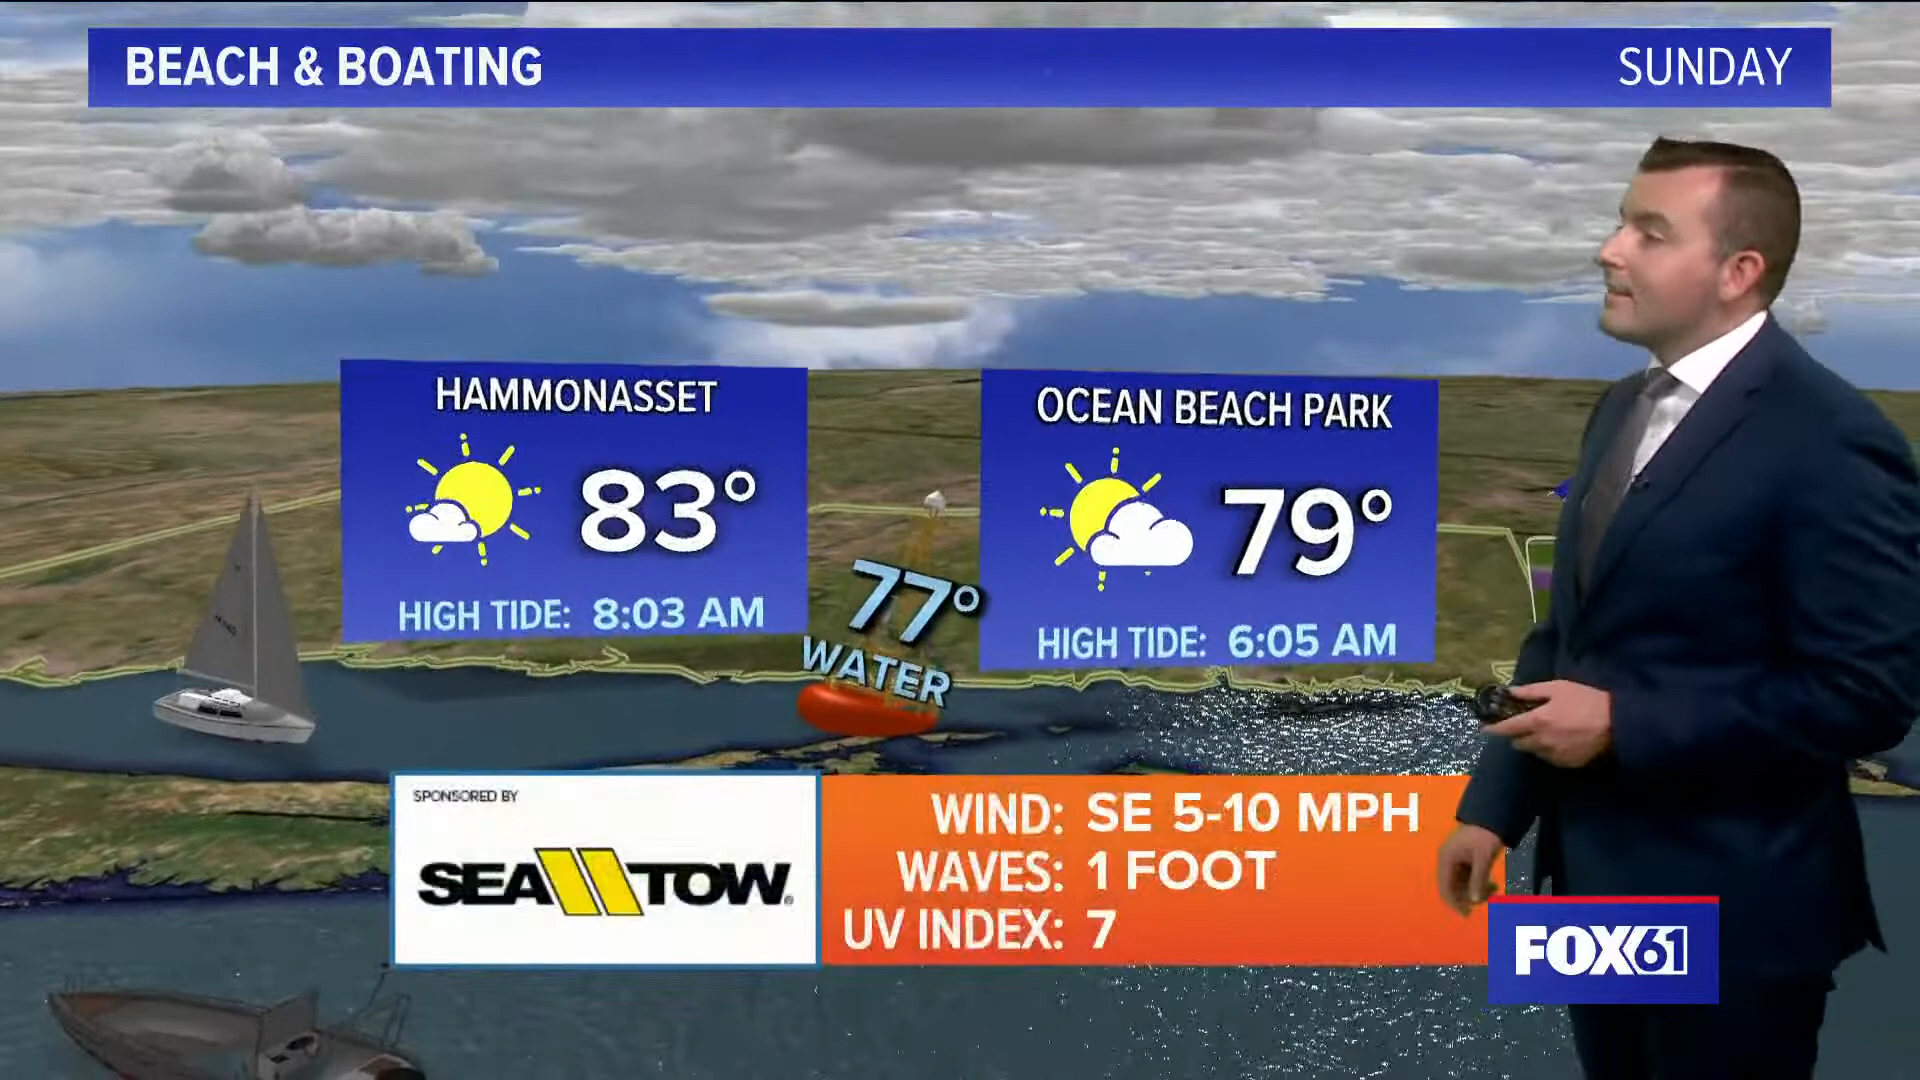 BEACH & BOATING
SUNDAY
HAMMONASSET
83°
HIGH TIDE: 8:03 AM
77°
WATER
OCEAN BEACH PARK
79°
HIGH TIDE: 6:05 AM
SPONSORED BY
SEA TOW®
WIND: SE 5-10 MPH
WAVES: 1 FOOT
UV INDEX: 7
FOX61